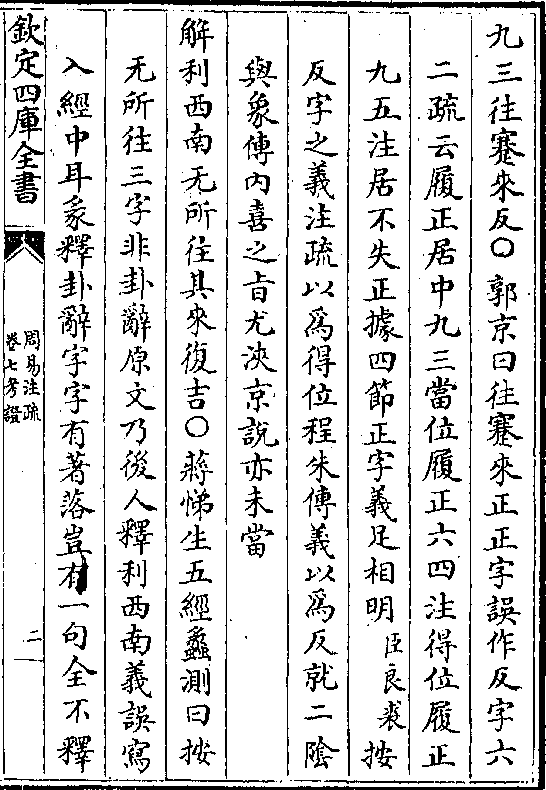 九三往蹇來反○郭京曰往蹇來正正字誤作反字六
二疏云履正居中九三當位履正六四注得位履正
九五注居不失正據四節正字義足相明臣良裘按
反字之義注疏以爲得位程朱傳義以爲反就二陰
與象傳內喜之旨尤浹京說亦未當
解利西南无所往其來復吉○蔣悌生五經蠡測曰按
无所往三字非卦辭原文乃後人釋利西南義誤寫
入經中耳彖釋卦辭字字有著落豈有一句全不釋
欽定四庫全書
周易注疏
卷七考證
二